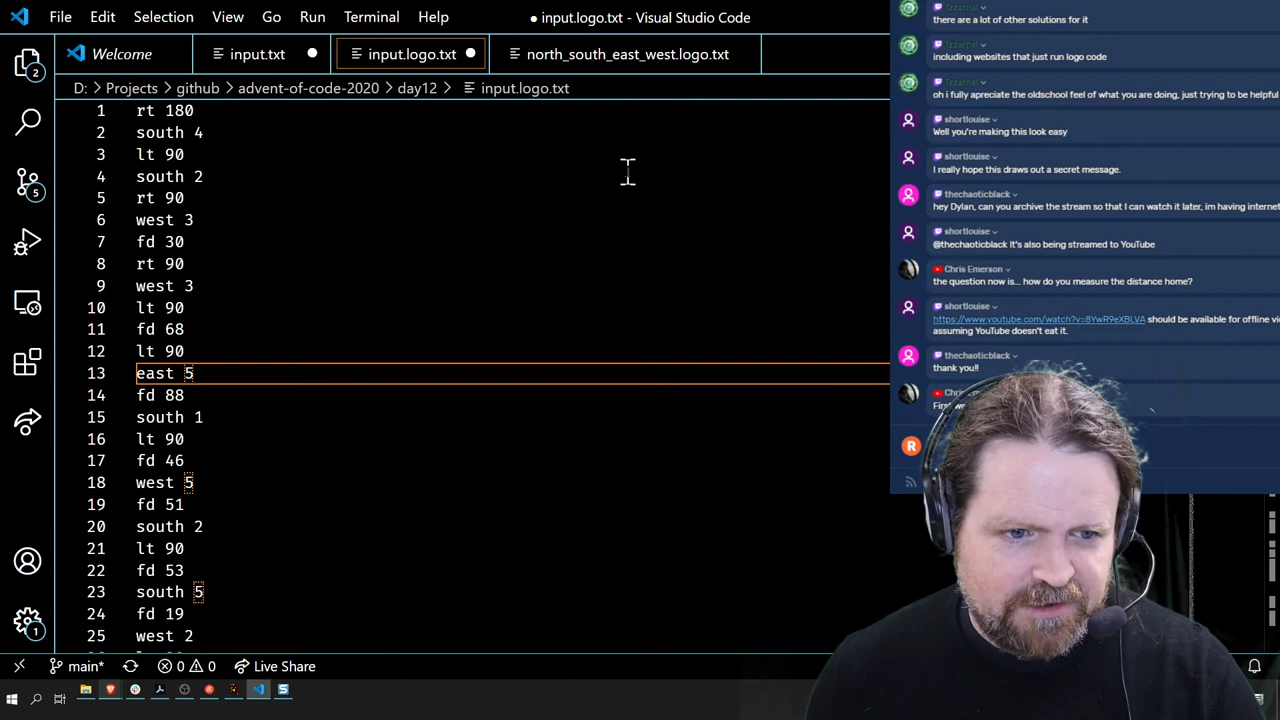 File Edit Selection View Go Run Terminal Help
● input.logo.txt - Visual Studio Code
Welcome
input.txt
input.logo.txt
north_south_east_west.txt
D: > Projects > github > advent-of-code-2020 > day12 > input.logo.txt
1 rt 180
2 south 4
3 lt 90
4 south 2
5 rt 90
6 west 3
7 fd 30
8 rt 90
9 west 3
10 lt 90
11 fd 68
12 lt 90
13 east 5
14 fd 88
15 south 1
16 lt 90
17 fd 46
18 west 5
19 fd 51
20 south 2
21 lt 90
22 fd 53
23 south 5
24 fd 19
25 west 2
2
5
1
main*
0 0
Live Share
there are a lot of other solutions for it
including websites that just run logo code
oh i fully apreciate the oldschool feel of what you are doing, just trying to be helpful
shortlouise
Well you're making this look easy
shortlouise
I really hope this draws out a secret message.
thechaoticblack
hey Dylan, can you archive the stream so that I can watch it later, im having internet
shortlouise
@thechaoticblack It's also being streamed to YouTube
Chris Emerson
the question now is... how do you measure the distance home?
shortlouise
https://www.youtube.com/watch?v=8YwR9eXBLVA should be available for offline vi
assuming YouTube doesn't eat it.
thechaoticblack
thank you!!
R